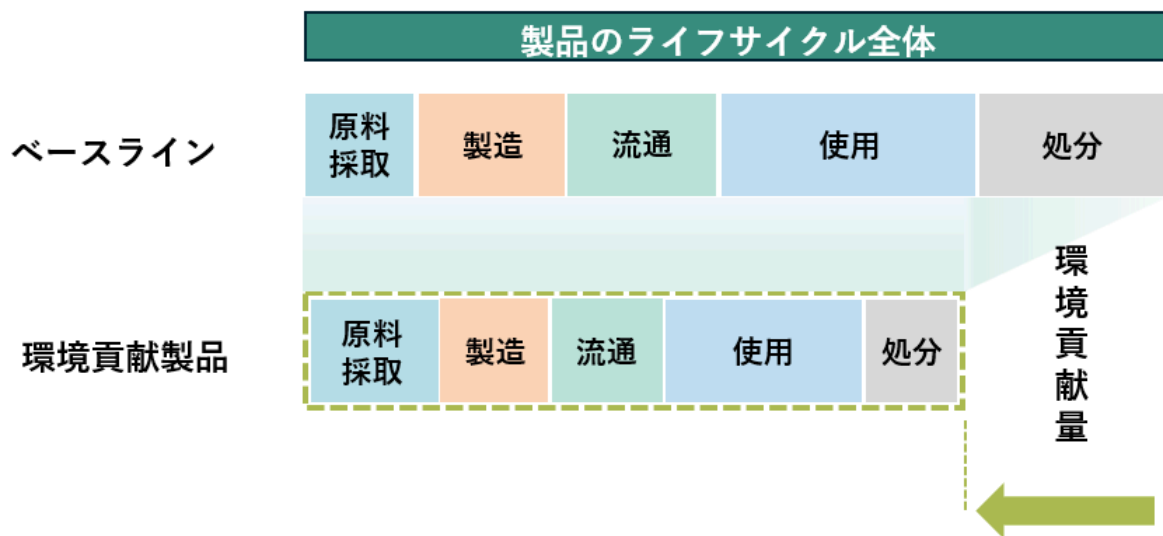 製品のライフサイクル全体
ベースライン
原料
採取
製造
流通
使用
処分
環境貢献製品
原料
採取
製造
流通
使用
処分
環境貢献量